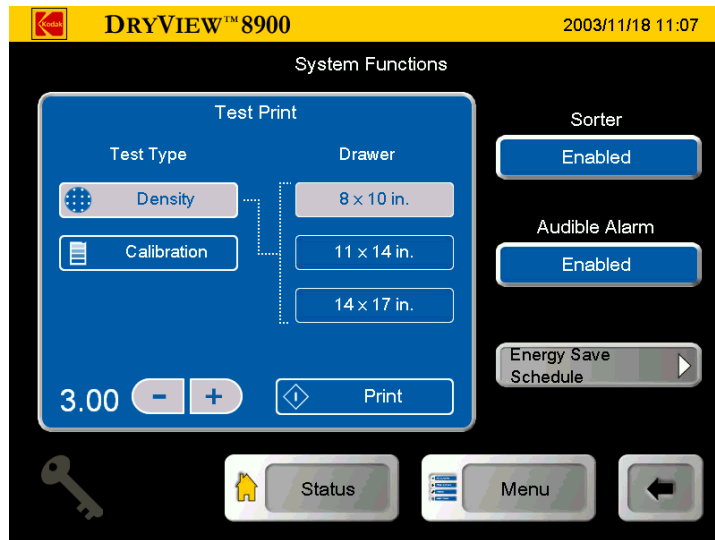 Kodak
DRYVIEW™8900
2003/11/18 11:07
System Functions
Test Print
Test Type
Drawer
Density
8 x 10 in.
Calibration
11 x 14 in.
14 x 17 in.
3.00
-
+
Print
Sorter
Enabled
Audible Alarm
Enabled
Energy Save
Schedule
Status
Menu